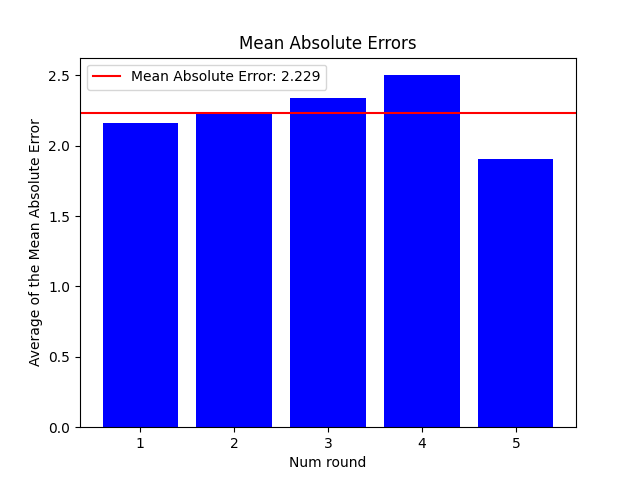 Mean Absolute Errors
Mean Absolute Error: 2.229
Average of the Mean Absolute Error
2.5
2.0
1.5
1.0
0.5
0.0
1 2 3 4 5
Num round